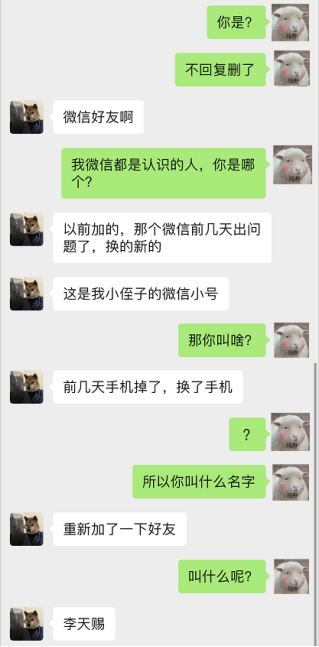 你是？
不回复删了
微信好友啊
我微信都是认识的人，你是哪
个？
以前加的，那个微信前几天出问
题了，换的新的
这是我小侄子的微信小号
那你叫啥？
前几天手机掉了，换了手机
？
所以你叫什么名字
重新加了一下好友
叫什么呢？
李天赐